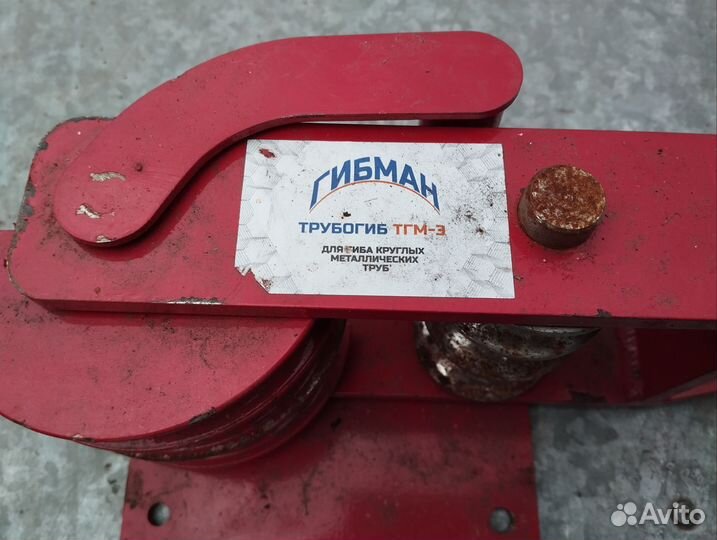 ГИБМАН
ТРУБОГИБ ТГМ-3
ДЛЯ ГИБА КРУГЛЫХ
МЕТАЛЛИЧЕСКИХ
ТРУБ
Avito